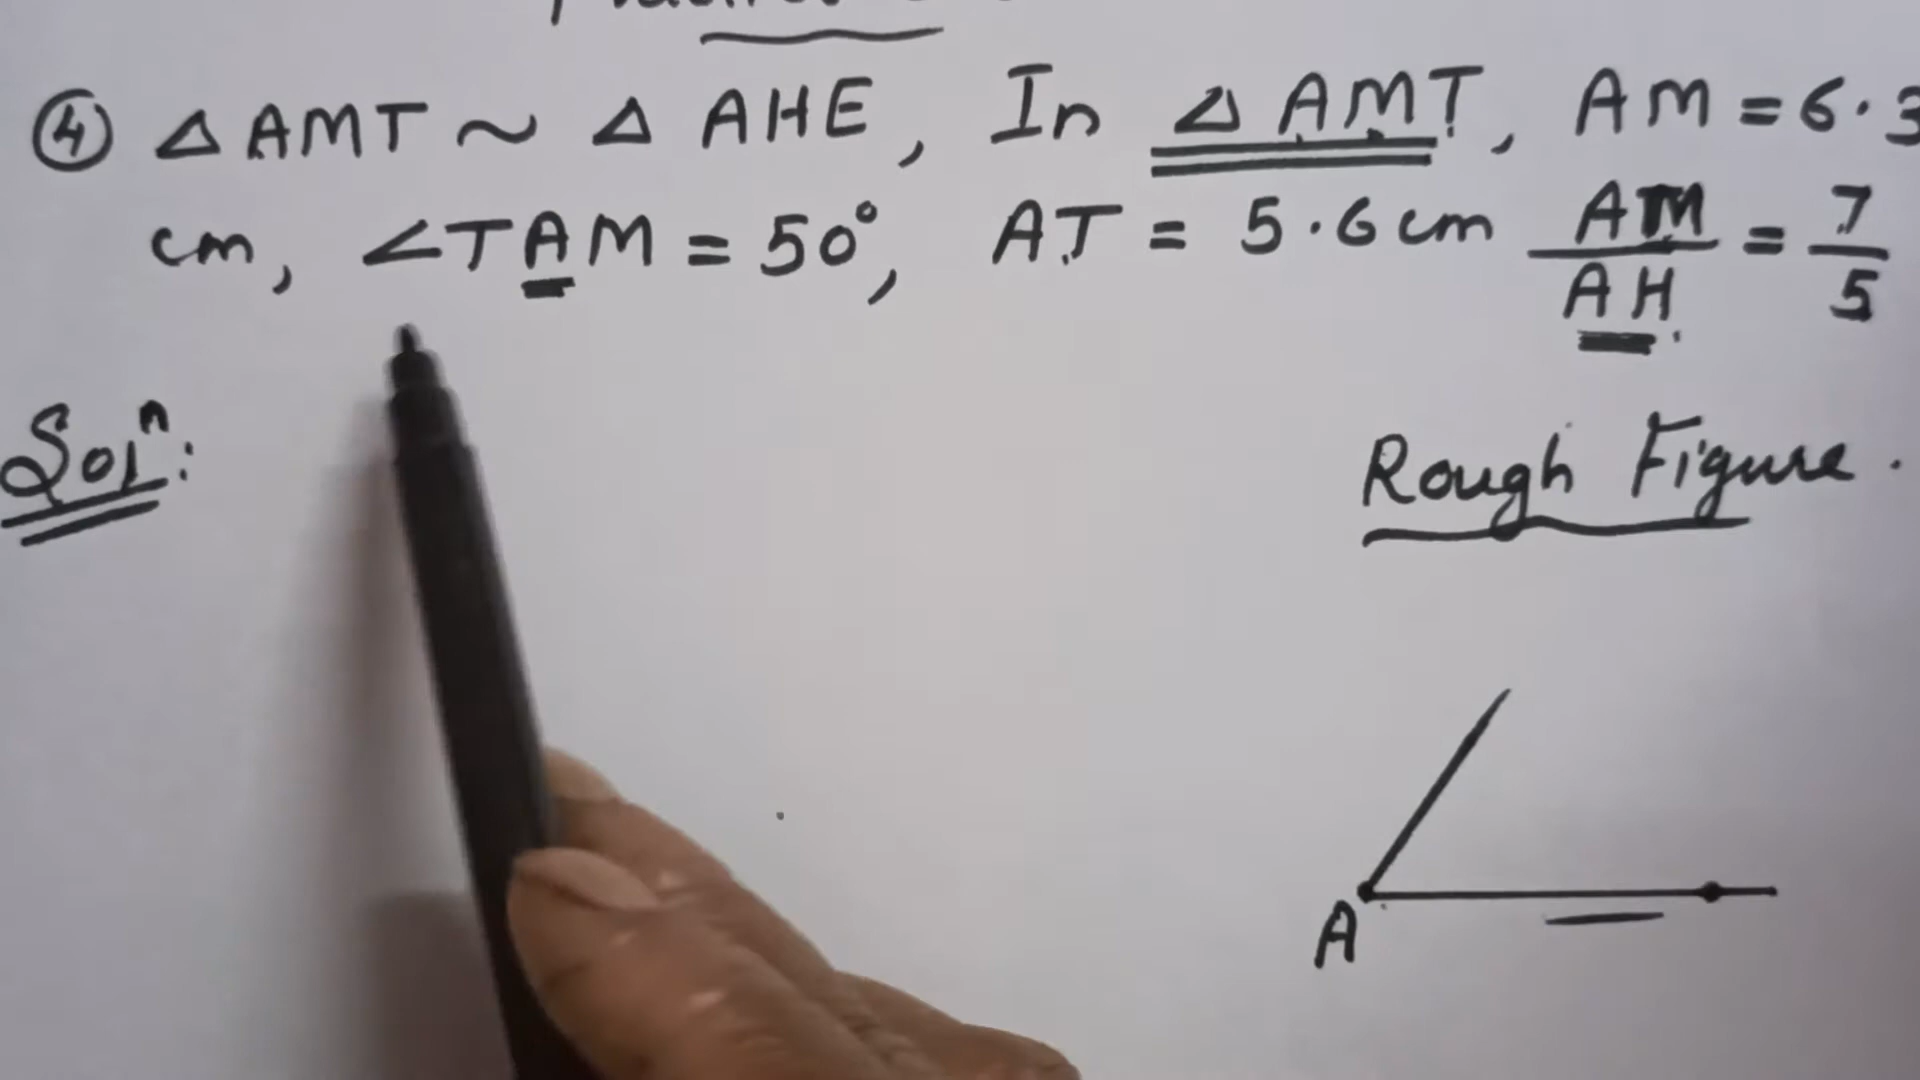 ④ △AMT ~ △ AHE, In △ AMT, AM = 6.3
cm, ∠TAM = 50°, AT = 5.6 cm AM/AH = 7/5
Solⁿ:
Rough Figure.
A